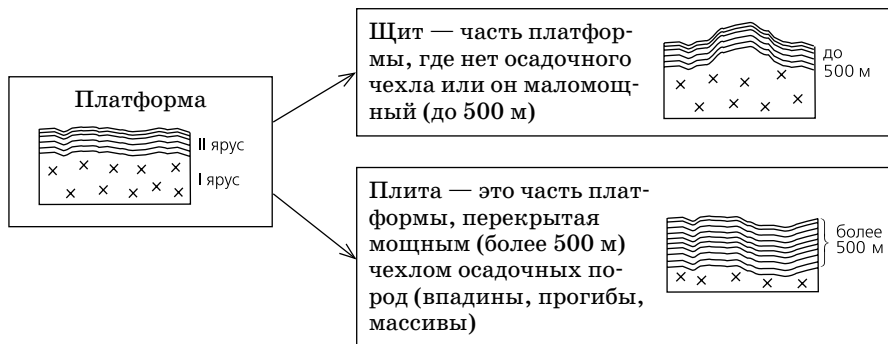 Платформа
II ярус
I ярус
Щит — часть платфор-
мы, где нет осадочного
чехла или он маломощ-
ный (до 500 м)
до
500 м
Плита — это часть плат-
формы, перекрытая
мощным (более 500 м)
чехлом осадочных по-
род (впадины, прогибы,
массивы)
более
500 м